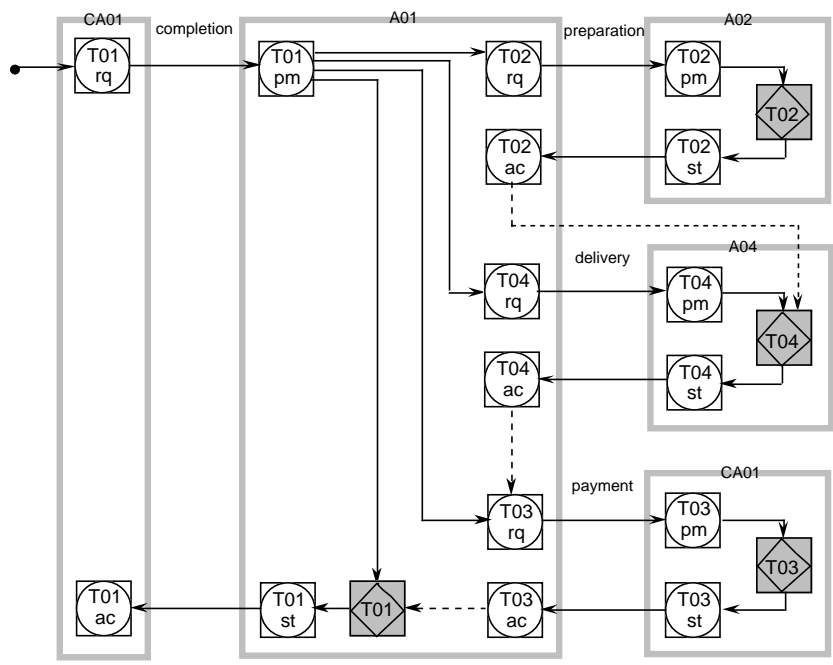 CA01
completion
A01
preparation
A02
T01
rq
T01
pm
T02
rq
T02
pm
T02
T02
ac
T02
st
delivery
A04
T04
rq
T04
pm
T04
T04
ac
T04
st
payment
CA01
T03
rq
T03
pm
T03
T01
ac
T01
st
T01
T03
ac
T03
st